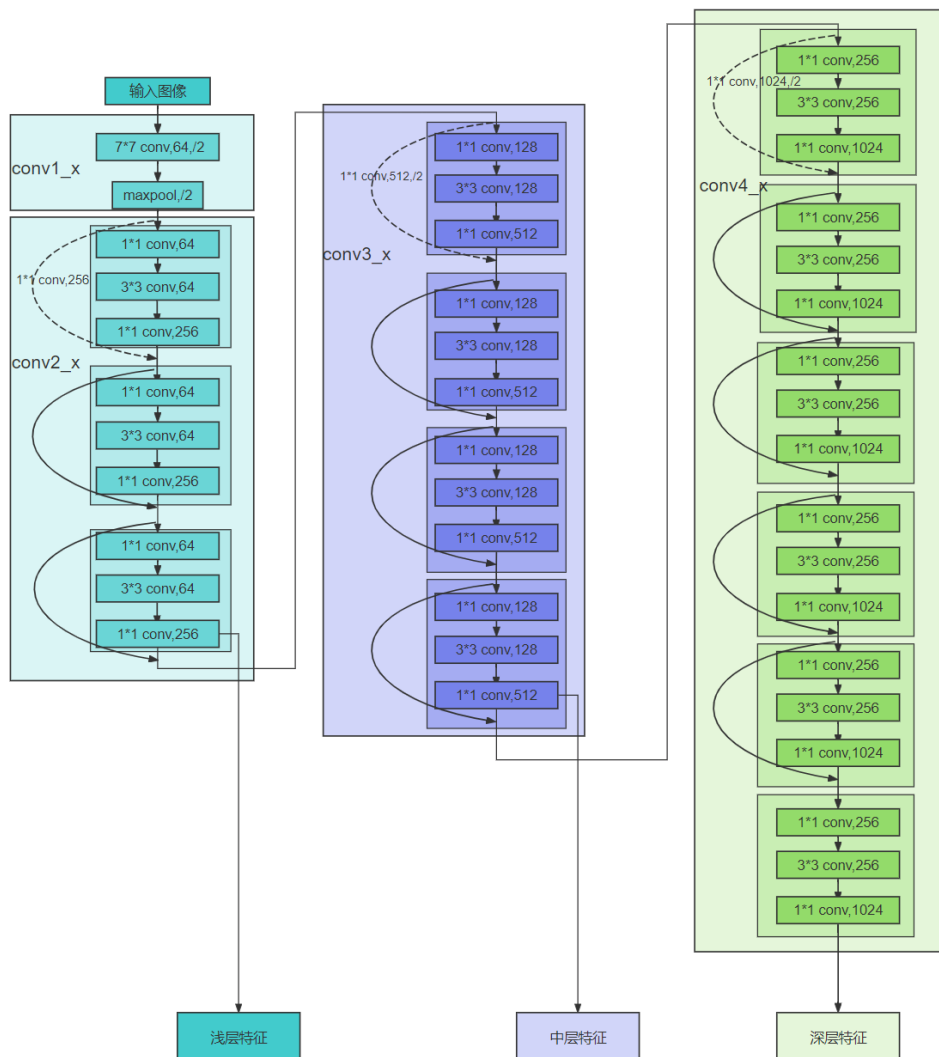 输入图像
conv1_x
7*7 conv,64,/2
maxpool,/2
conv2_x
1*1 conv,256
1*1 conv,64
3*3 conv,64
1*1 conv,256
1*1 conv,64
3*3 conv,64
1*1 conv,256
1*1 conv,64
3*3 conv,64
1*1 conv,256
conv3_x
1*1 conv,512,/2
1*1 conv,128
3*3 conv,128
1*1 conv,512
1*1 conv,128
3*3 conv,128
1*1 conv,512
1*1 conv,128
3*3 conv,128
1*1 conv,512
1*1 conv,128
3*3 conv,128
1*1 conv,512
conv4_x
1*1 conv,1024,/2
1*1 conv,256
3*3 conv,256
1*1 conv,1024
1*1 conv,256
3*3 conv,256
1*1 conv,1024
1*1 conv,256
3*3 conv,256
1*1 conv,1024
1*1 conv,256
3*3 conv,256
1*1 conv,1024
1*1 conv,256
3*3 conv,256
1*1 conv,1024
1*1 conv,256
3*3 conv,256
1*1 conv,1024
浅层特征
中层特征
深层特征